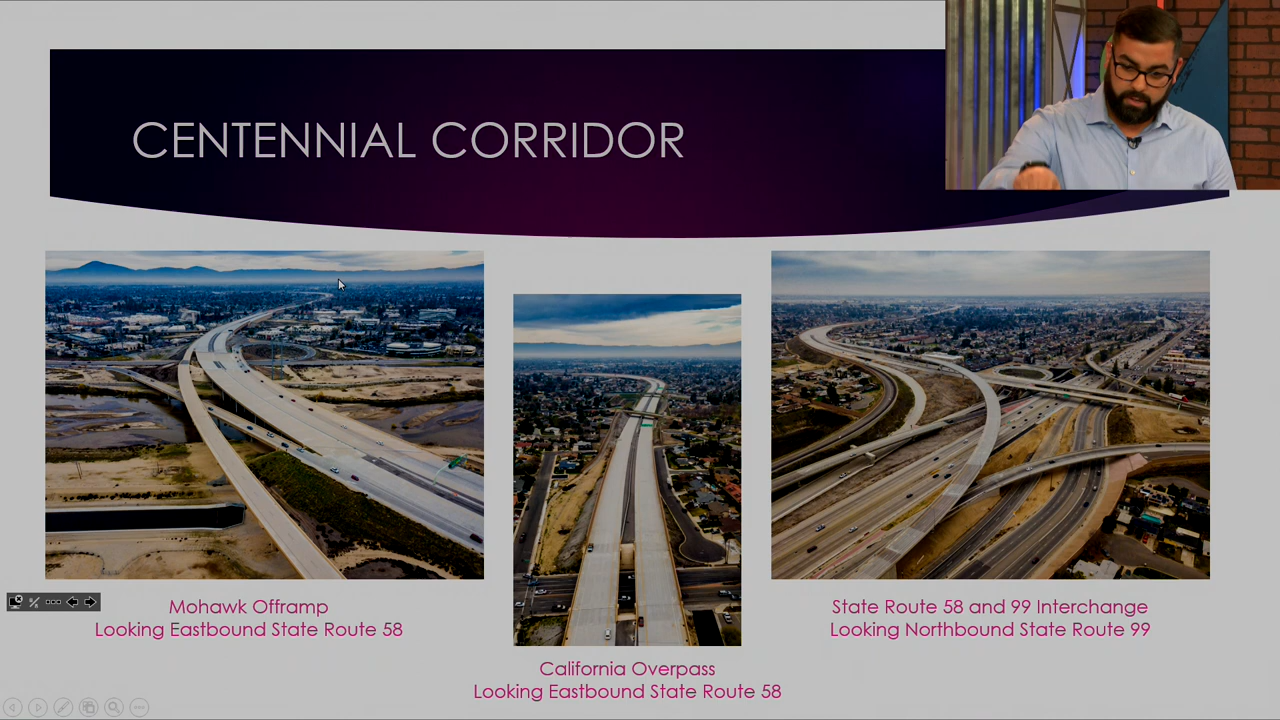 CENTENNIAL CORRIDOR
Mohawk Offramp
Looking Eastbound State Route 58
California Overpass
Looking Eastbound State Route 58
State Route 58 and 99 Interchange
Looking Northbound State Route 99